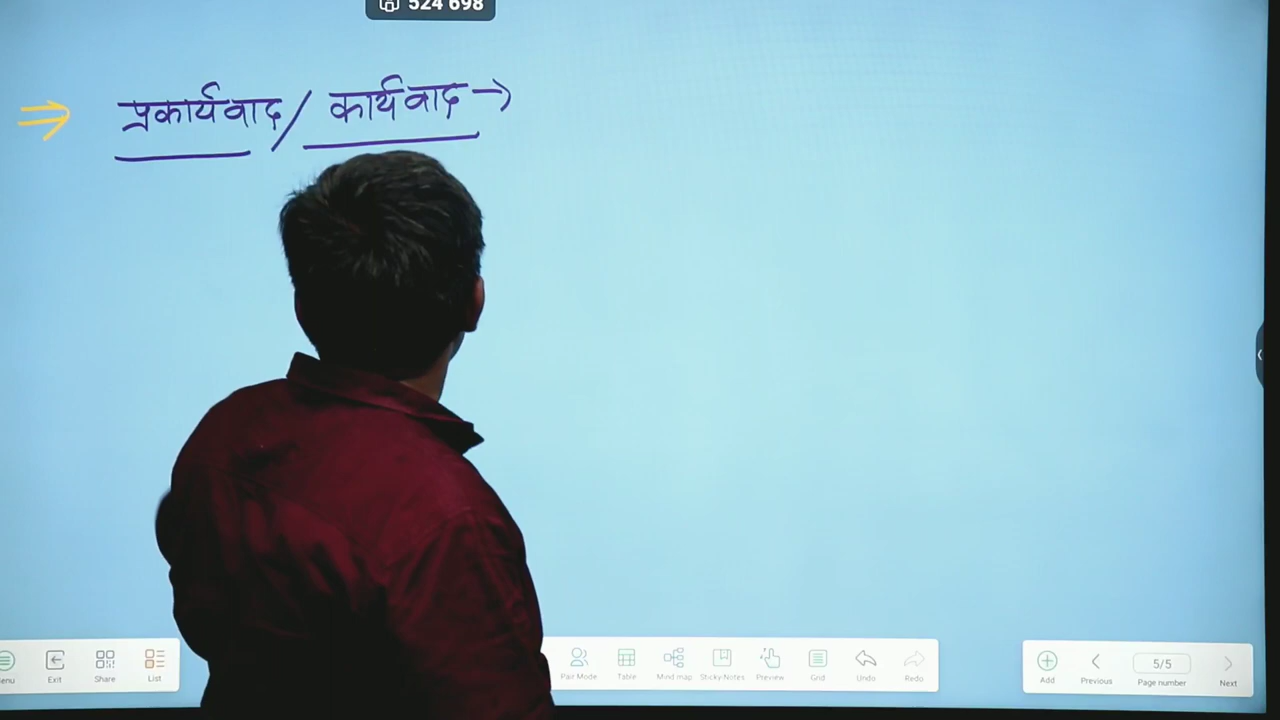 524 698
⇒ प्रकार्यवाद / कार्यवाद →
Exit
Share
List
Pair Mode
Table
Mind map
Sticky-Notes
Preview
Grid
Undo
Redo
Add
Previous
5/5
Page number
Next